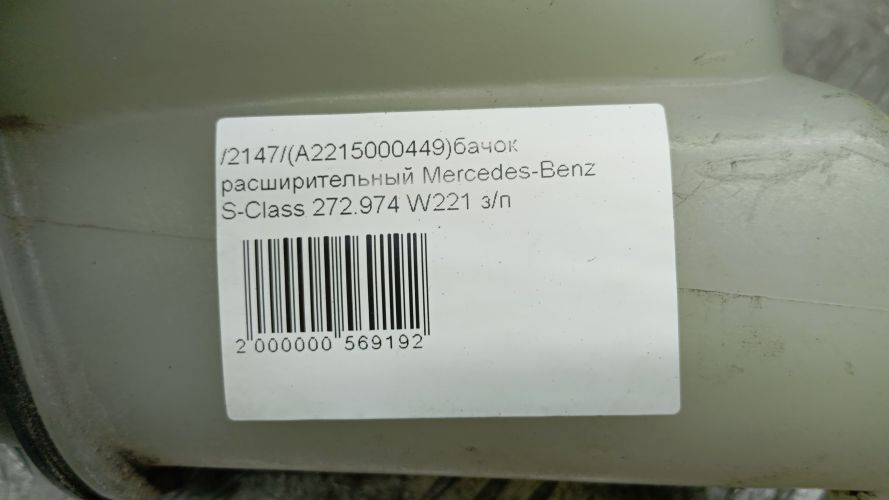 /2147/(A2215000449)бачок
расширительный Mercedes-Benz
S-Class 272.974 W221 з/п
2 000000 569192